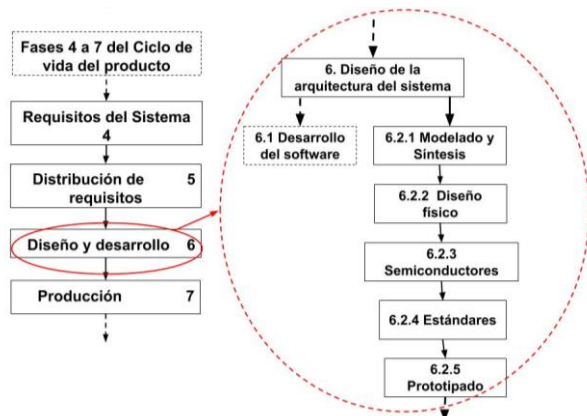 Fases 4 a 7 del Ciclo de
vida del producto
Requisitos del Sistema
4
Distribución de 5
requisitos
Diseño y desarrollo 6
Producción 7
6. Diseño de la
arquitectura del sistema
6.1 Desarrollo
del software
6.2.1 Modelado y
Sintesis
6.2.2 Diseño
físico
6.2.3
Semiconductores
6.2.4 Estándares
6.2.5
Prototipado